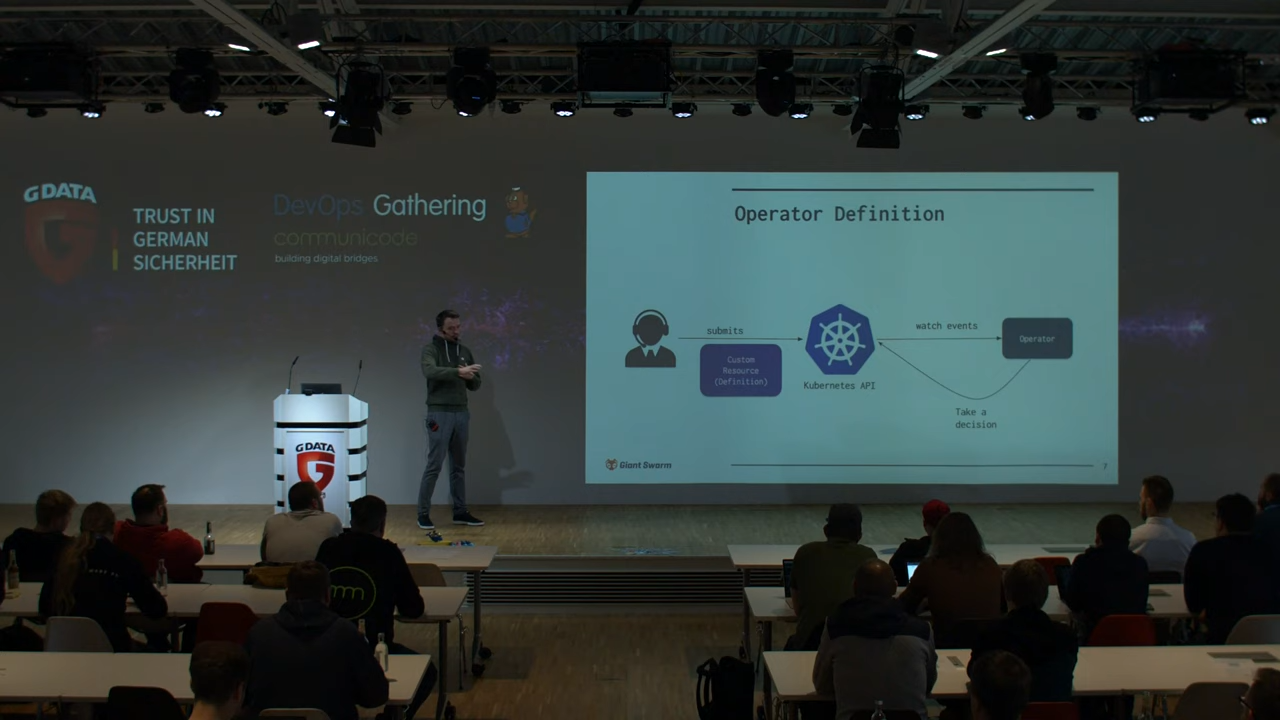 G DATA
TRUST IN
GERMAN
SICHERHEIT
DevOps Gathering
communicode
building digital bridges
Operator Definition
submits
Custom
Resource
(Definition)
Kubernetes API
watch events
Operator
Take a
decision
Giant Swarm
7
G DATA